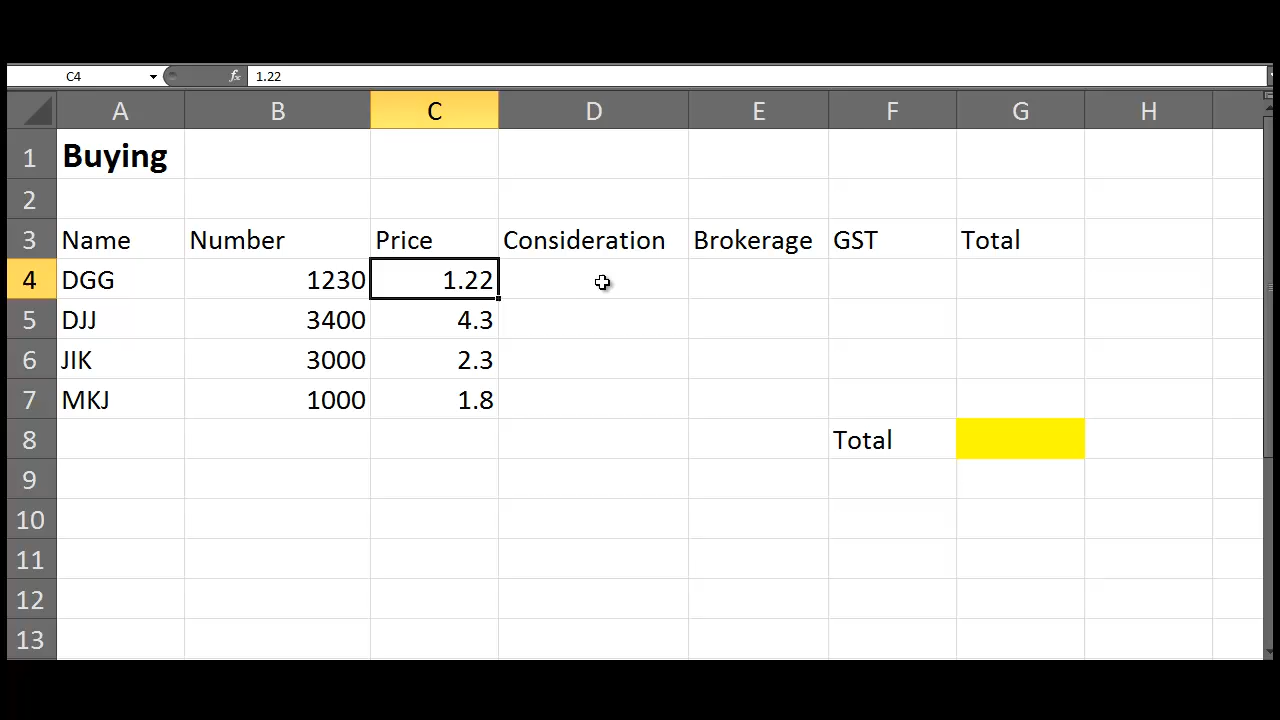 C4 fx 1.22
A B C D E F G H
1 Buying
2
3 Name Number Price Consideration Brokerage GST Total
4 DGG 1230 1.22
5 DJJ 3400 4.3
6 JIK 3000 2.3
7 MKJ 1000 1.8
8 Total
9
10
11
12
13